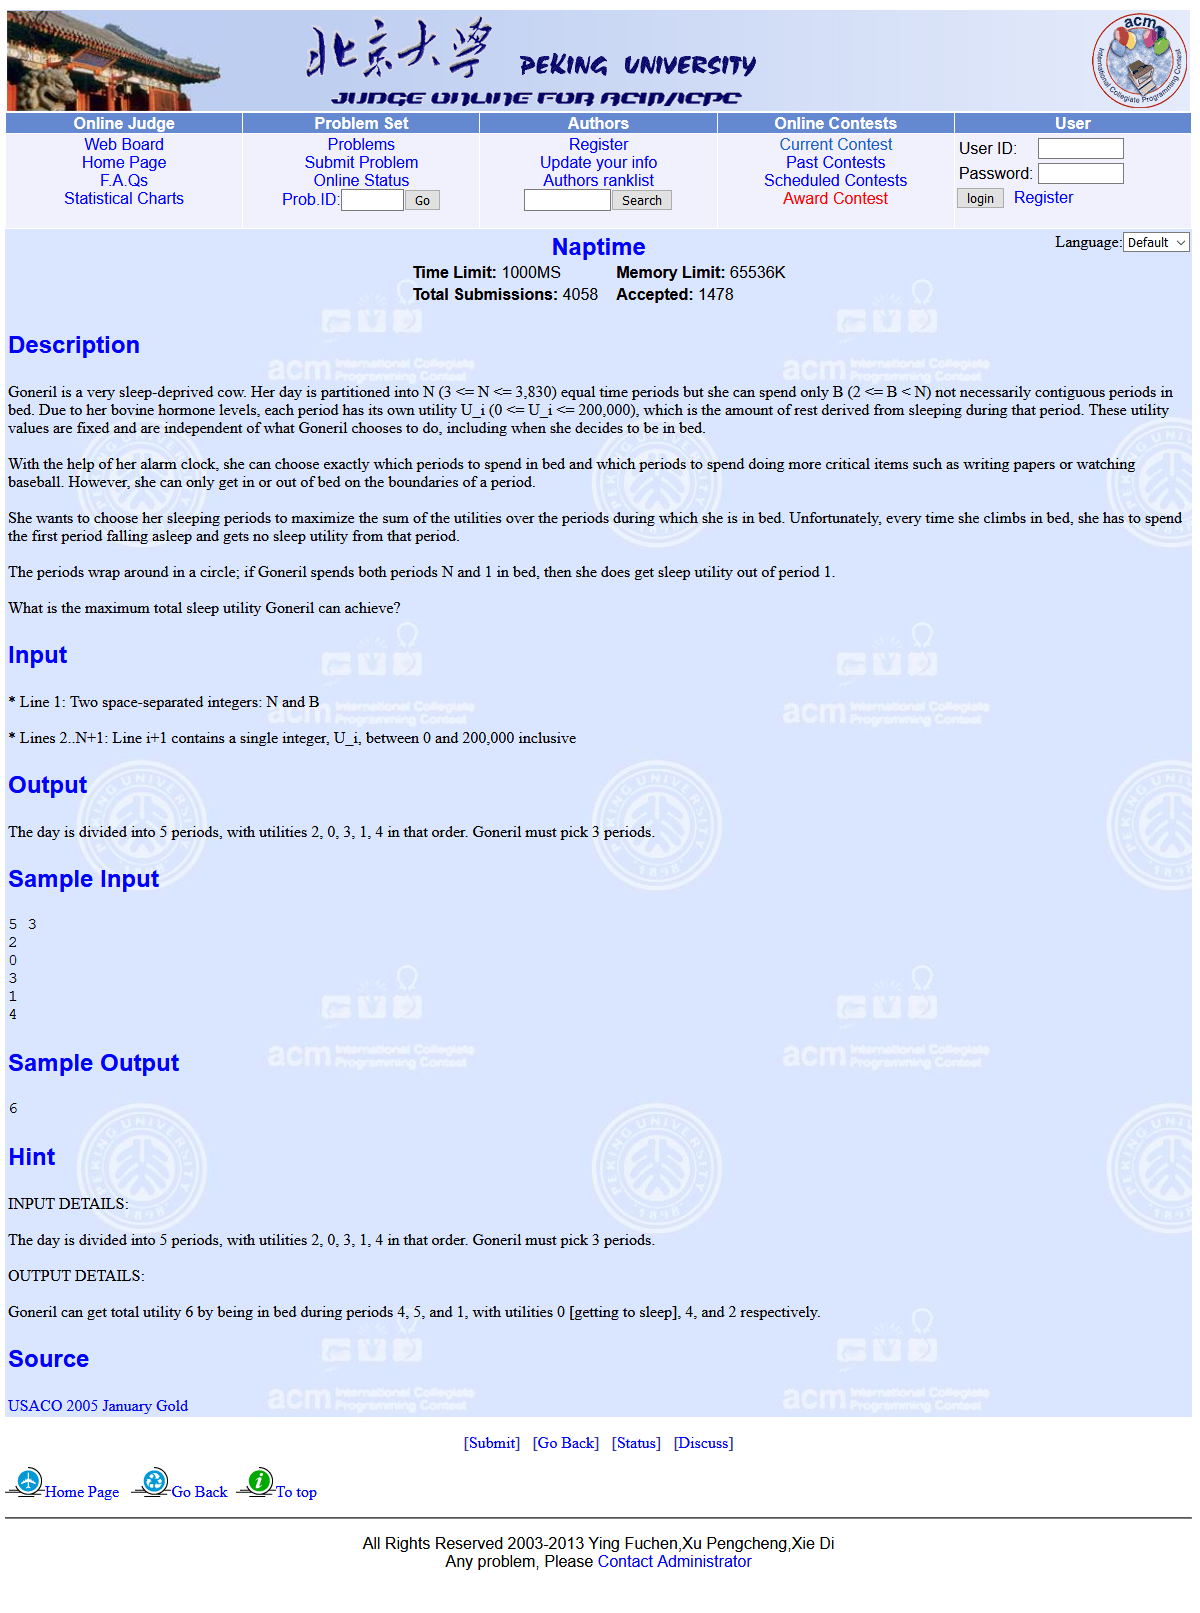 北京大學 PEKING UNIVERSITY
JUDGE ONLINE FOR ACM/ICPC
acm
International Collegiate Programming Contest
Online Judge Problem Set Authors Online Contests User
Web Board Problems Register Current Contest User ID:
Home Page Submit Problem Update your info Past Contests Password:
F.A.Qs Online Status Authors ranklist Scheduled Contests
Statistical Charts Prob.ID: Go Search Award Contest login Register
Language: Default
Naptime
Time Limit: 1000MS Memory Limit: 65536K
Total Submissions: 4058 Accepted: 1478
Description
Goneril is a very sleep-deprived cow. Her day is partitioned into N (3 <= N <= 3,830) equal time periods but she can spend only B (2 <= B < N) not necessarily contiguous periods in
bed. Due to her bovine hormone levels, each period has its own utility U_i (0 <= U_i <= 200,000), which is the amount of rest derived from sleeping during that period. These utility
values are fixed and are independent of what Goneril chooses to do, including when she decides to be in bed.
With the help of her alarm clock, she can choose exactly which periods to spend in bed and which periods to spend doing more critical items such as writing papers or watching
baseball. However, she can only get in or out of bed on the boundaries of a period.
She wants to choose her sleeping periods to maximize the sum of the utilities over the periods during which she is in bed. Unfortunately, every time she climbs in bed, she has to spend
the first period falling asleep and gets no sleep utility from that period.
The periods wrap around in a circle; if Goneril spends both periods N and 1 in bed, then she does get sleep utility out of period 1.
What is the maximum total sleep utility Goneril can achieve?
Input
* Line 1: Two space-separated integers: N and B
* Lines 2..N+1: Line i+1 contains a single integer, U_i, between 0 and 200,000 inclusive
Output
The day is divided into 5 periods, with utilities 2, 0, 3, 1, 4 in that order. Goneril must pick 3 periods.
Sample Input
5 3
2
0
3
1
4
Sample Output
6
Hint
INPUT DETAILS:
The day is divided into 5 periods, with utilities 2, 0, 3, 1, 4 in that order. Goneril must pick 3 periods.
OUTPUT DETAILS:
Goneril can get total utility 6 by being in bed during periods 4, 5, and 1, with utilities 0 [getting to sleep], 4, and 2 respectively.
Source
USACO 2005 January Gold
[Submit] [Go Back] [Status] [Discuss]
Home Page Go Back To top
All Rights Reserved 2003-2013 Ying Fuchen,Xu Pengcheng,Xie Di
Any problem, Please Contact Administrator